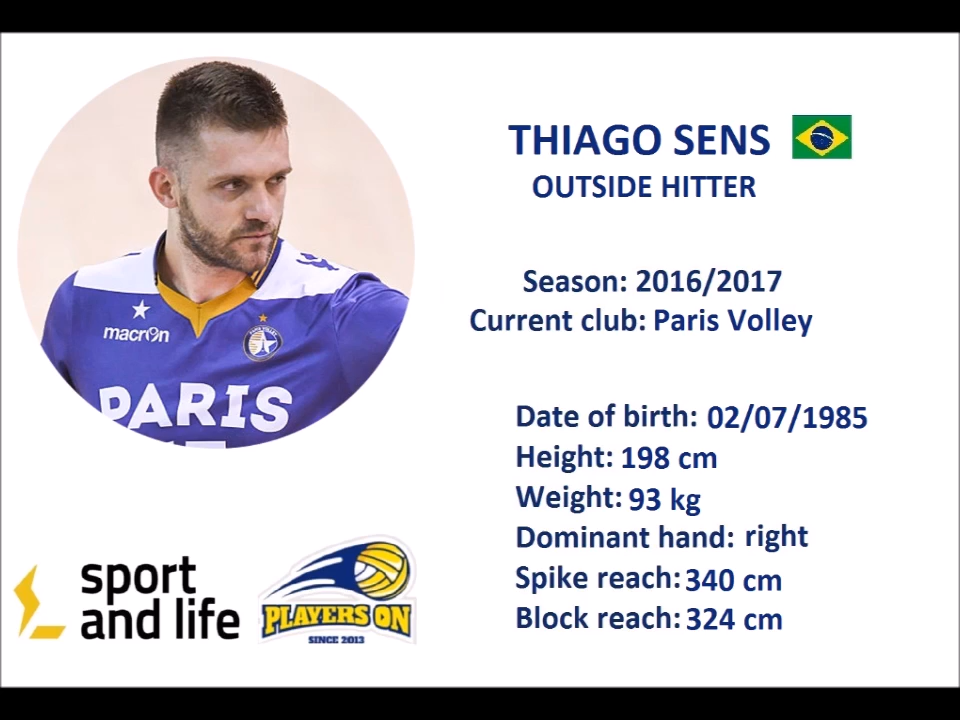 THIAGO SENS
OUTSIDE HITTER
Season: 2016/2017
Current club: Paris Volley
Date of birth: 02/07/1985
Height: 198 cm
Weight: 93 kg
Dominant hand: right
Spike reach: 340 cm
Block reach: 324 cm
macron
PARIS VOLLEY
PARIS
sport
and life
PLAYERS ON
SINCE 2013